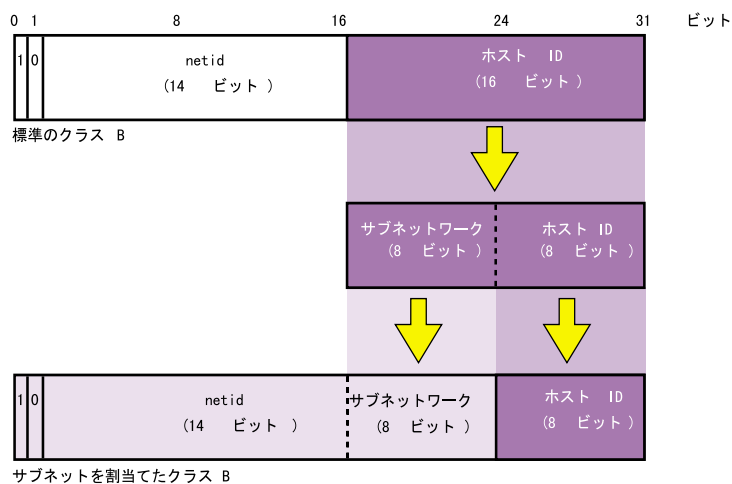 0 1 8 16 24 31 ビット
10 netid ホスト ID
(14 ビット ) (16 ビット )
標準のクラス B
サブネットワーク ホスト ID
(8 ビット ) (8 ビット )
10 netid サブネットワーク ホスト ID
(14 ビット ) (8 ビット ) (8 ビット )
サブネットを割当てたクラス B